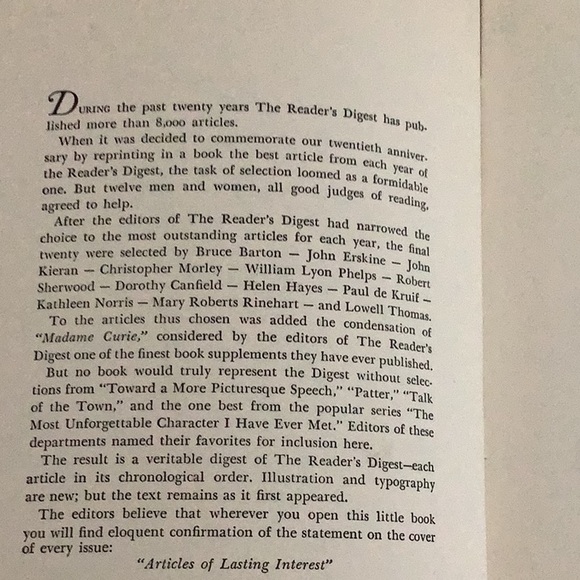 DURING the past twenty years The Reader's Digest has pub-
lished more than 8,000 articles.
When it was decided to commemorate our twentieth anniver-
sary by reprinting in a book the best article from each year of
the Reader's Digest, the task of selection loomed as a formidable
one. But twelve men and women, all good judges of reading,
agreed to help.
After the editors of The Reader's Digest had narrowed the
choice to the most outstanding articles for each year, the final
twenty were selected by Bruce Barton — John Erskine — John
Kieran — Christopher Morley — William Lyon Phelps — Robert
Sherwood — Dorothy Canfield — Helen Hayes — Paul de Kruif —
Kathleen Norris — Mary Roberts Rinehart — and Lowell Thomas.
To the articles thus chosen was added the condensation of
"Madame Curie," considered by the editors of The Reader's
Digest one of the finest book supplements they have ever published.
But no book would truly represent the Digest without selec-
tions from "Toward a More Picturesque Speech," "Patter," "Talk
of the Town," and the one best from the popular series "The
Most Unforgettable Character I Have Ever Met." Editors of these
departments named their favorites for inclusion here.
The result is a veritable digest of The Reader's Digest—each
article in its chronological order. Illustration and typography
are new; but the text remains as it first appeared.
The editors believe that wherever you open this little book
you will find eloquent confirmation of the statement on the cover
of every issue:
"Articles of Lasting Interest"